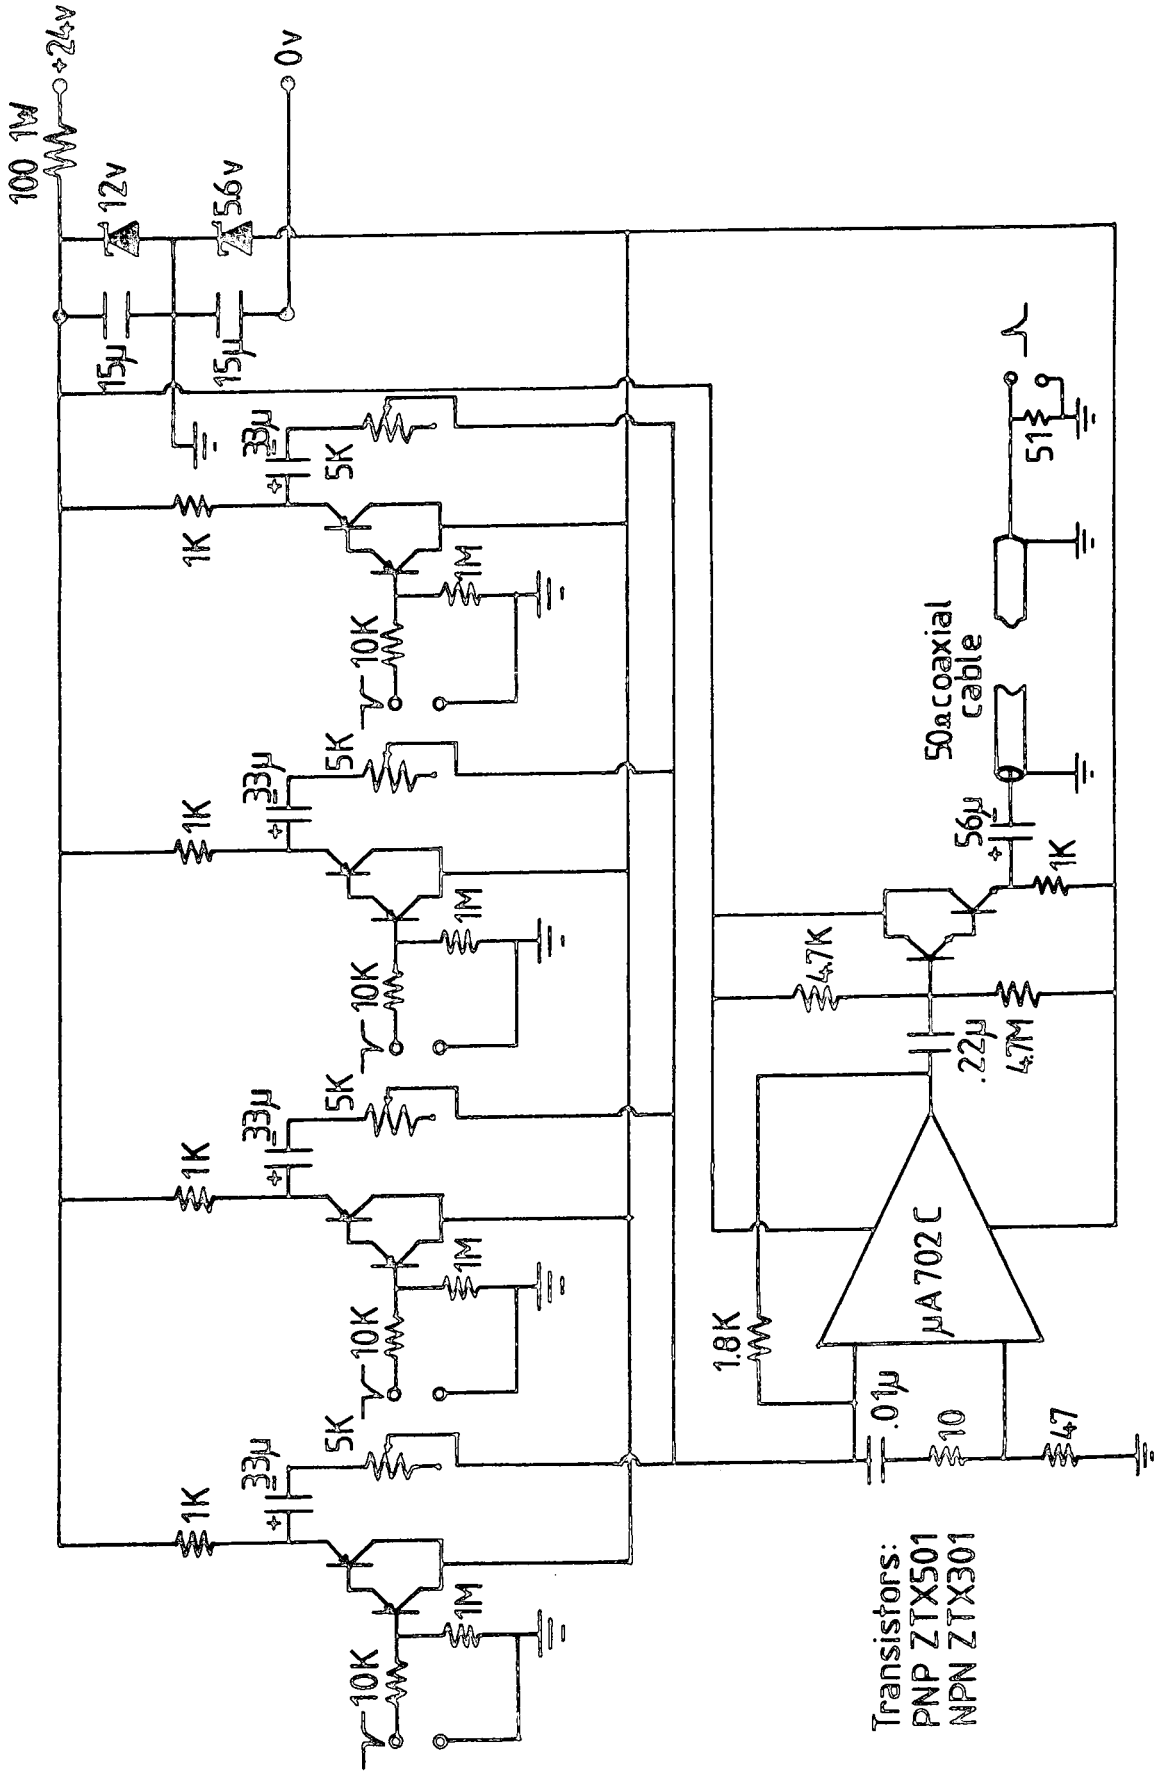 100 1W
+24v
15µ
12v
1K
1K
1K
1K
15µ
5.6v
33µ
33µ
33µ
33µ
+
+
+
+
0v
5K
5K
5K
5K
10K
10K
10K
10K
1M
1M
1M
1M
1.8K
4.7K
.01µ
µA702C
50Ω coaxial
cable
10
.22µ
56µ
+
4.7M
51
47
1K
Transistors:
PNP ZTX501
NPN ZTX301